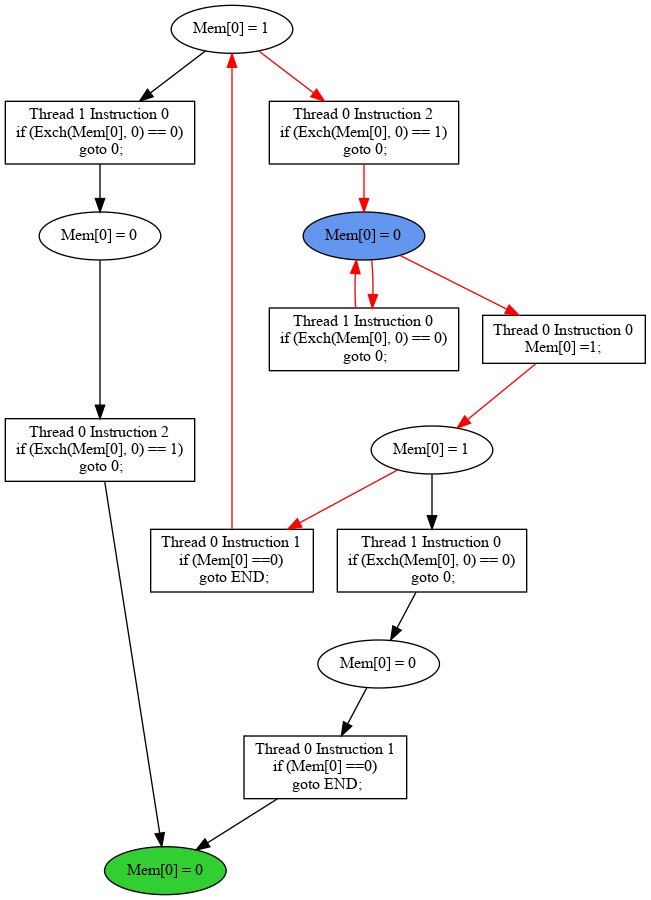 Mem[0] = 1
Thread 1 Instruction 0
if (Exch(Mem[0], 0) == 0)
goto 0;
Thread 0 Instruction 2
if (Exch(Mem[0], 0) == 1)
goto 0;
Mem[0] = 0
Mem[0] = 0
Thread 1 Instruction 0
if (Exch(Mem[0], 0) == 0)
goto 0;
Thread 0 Instruction 0
Mem[0] =1;
Thread 0 Instruction 2
if (Exch(Mem[0], 0) == 1)
goto 0;
Mem[0] = 1
Thread 0 Instruction 1
if (Mem[0] ==0)
goto END;
Thread 1 Instruction 0
if (Exch(Mem[0], 0) == 0)
goto 0;
Mem[0] = 0
Thread 0 Instruction 1
if (Mem[0] ==0)
goto END;
Mem[0] = 0